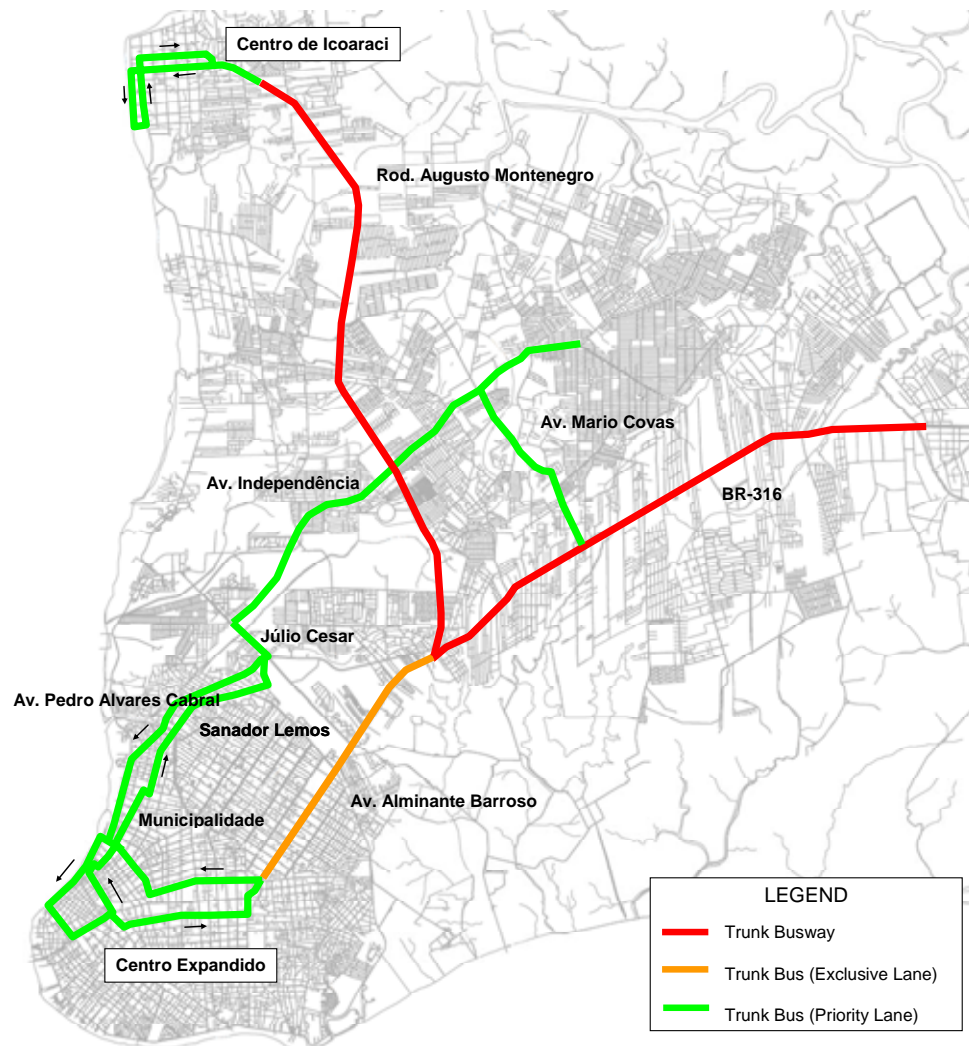 Centro de Icoaraci
Rod. Augusto Montenegro
Av. Mario Covas
Av. Independência
BR-316
Júlio Cesar
Av. Pedro Alvares Cabral
Sanador Lemos
Av. Alminante Barroso
Municipalidade
Centro Expandido
LEGEND
Trunk Busway
Trunk Bus (Exclusive Lane)
Trunk Bus (Priority Lane)